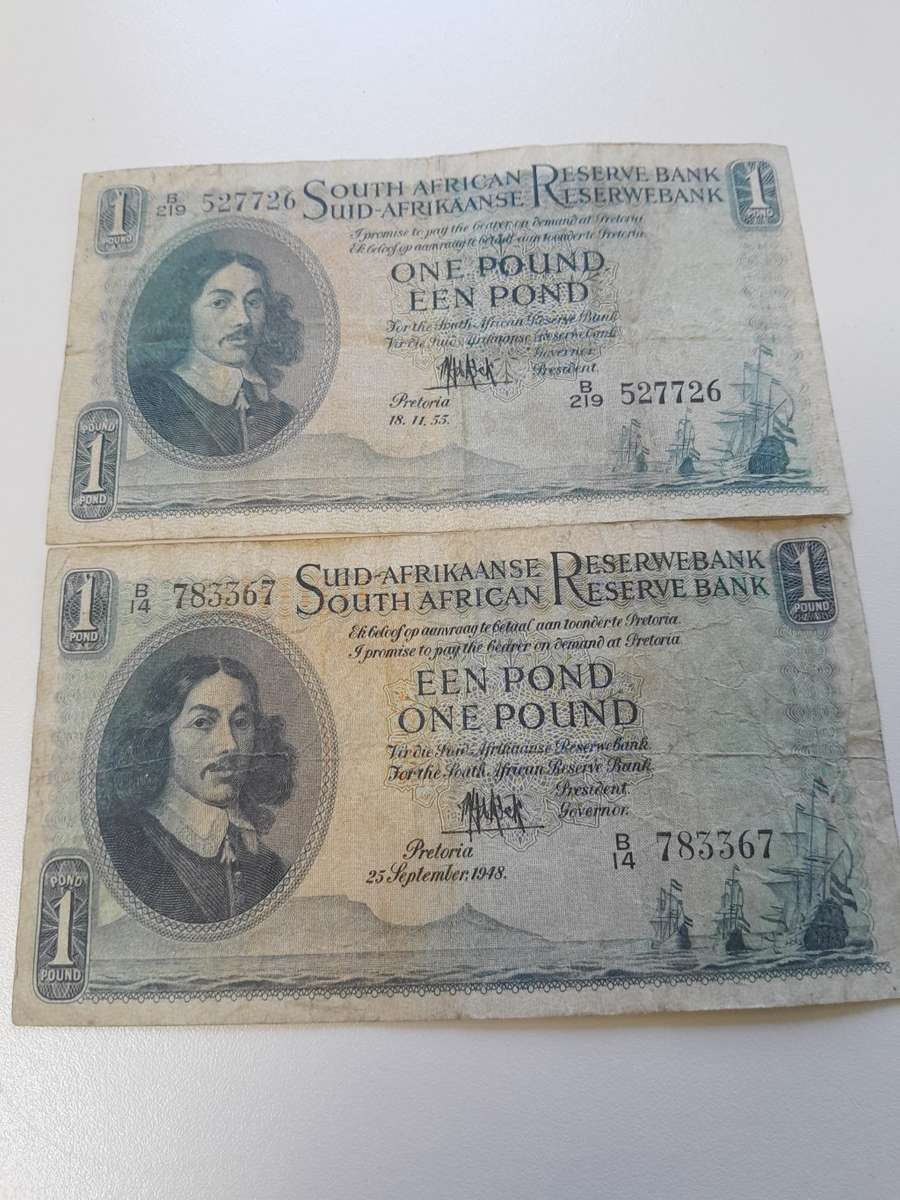 1 POUND
B/219 527726
SOUTH AFRICAN RESERVE BANK
SUID-AFRIKAANSE RESERWEBANK
1 POND
I promise to pay the bearer on demand at Pretoria
Ek beloof op aanvraag te betaal aan toonder te Pretoria
ONE POUND
EEN POND
For the South African Reserve Bank
Vir die Suid-Afrikaanse Reserwebank
Governor.
President.
B/219 527726
Pretoria
18. 11. 55.
POUND
1
POND
1 POND
B/14 783367
SUID-AFRIKAANSE RESERWEBANK
SOUTH AFRICAN RESERVE BANK
1 POUND
Ek beloof op aanvraag te betaal aan toonder te Pretoria
I promise to pay the bearer on demand at Pretoria
EEN POND
ONE POUND
Vir die Suid-Afrikaanse Reserwebank
For the South African Reserve Bank
President.
Governor.
Pretoria
25 September, 1948.
B/14 783367
POND
1
POUND